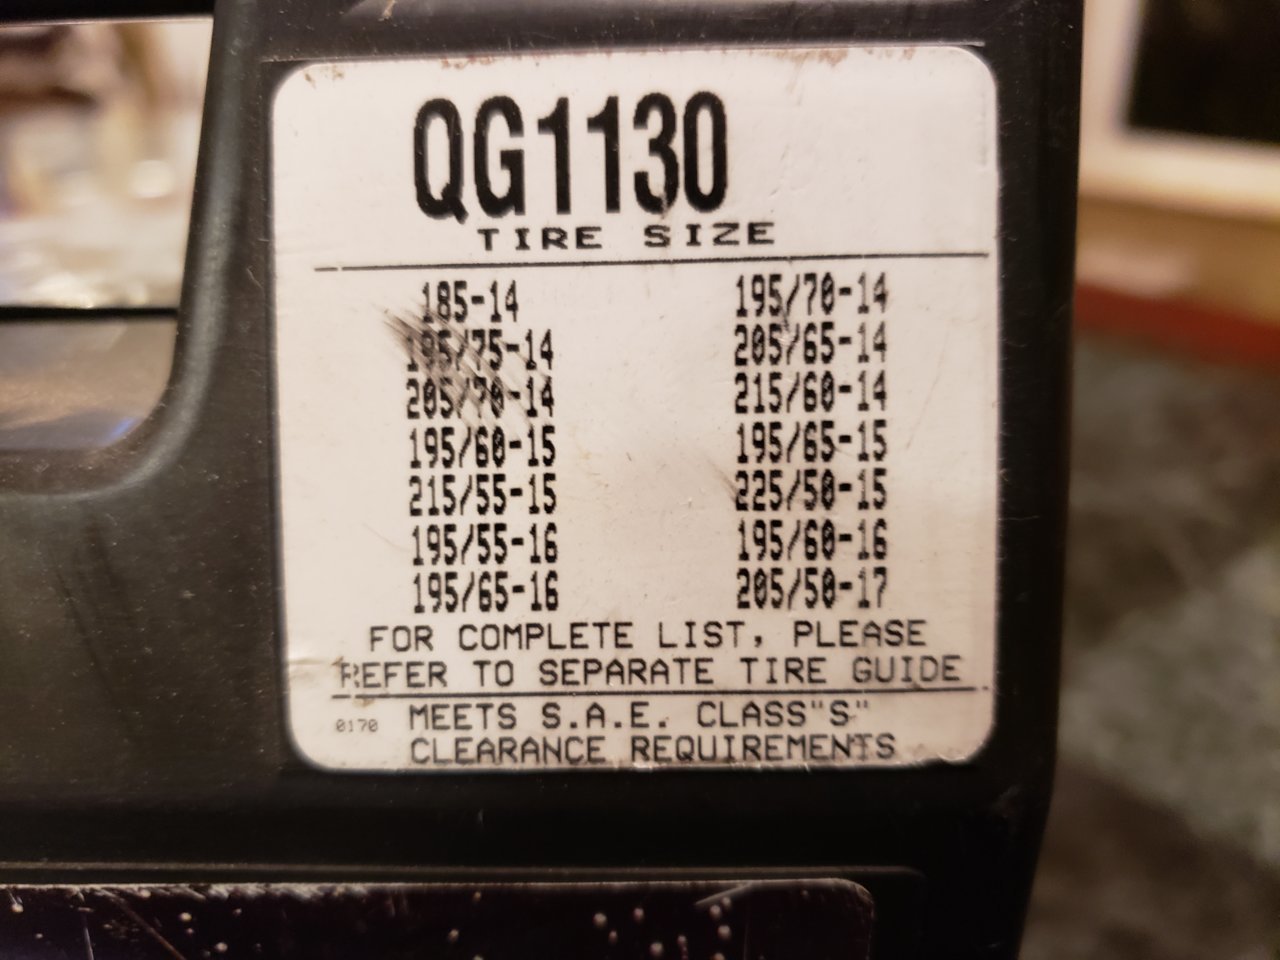 QG1130
TIRE SIZE
185-14 195/70-14
195/75-14 205/65-14
205/70-14 215/60-14
195/60-15 195/65-15
215/55-15 225/50-15
195/55-16 195/60-16
195/65-16 205/50-17
FOR COMPLETE LIST, PLEASE
REFER TO SEPARATE TIRE GUIDE
0170 MEETS S.A.E. CLASS"S"
CLEARANCE REQUIREMENTS